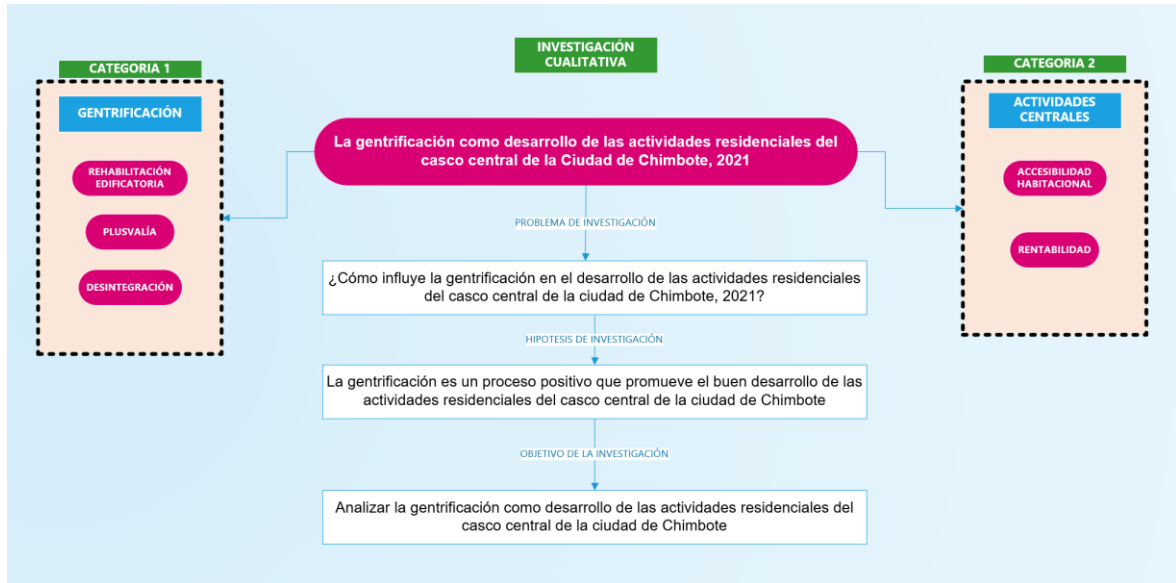 INVESTIGACIÓN
CUALITATIVA
CATEGORIA 1
GENTRIFICACIÓN
REHABILITACIÓN
EDIFICATORIA
PLUSVALÍA
DESINTEGRACIÓN
La gentrificación como desarrollo de las actividades residenciales del
casco central de la Ciudad de Chimbote, 2021
PROBLEMA DE INVESTIGACIÓN
¿Cómo influye la gentrificación en el desarrollo de las actividades residenciales
del casco central de la ciudad de Chimbote, 2021?
HIPOTESIS DE INVESTIGACIÓN
La gentrificación es un proceso positivo que promueve el buen desarrollo de las
actividades residenciales del casco central de la ciudad de Chimbote
OBJETIVO DE LA INVESTIGACIÓN
Analizar la gentrificación como desarrollo de las actividades residenciales del
casco central de la ciudad de Chimbote
CATEGORIA 2
ACTIVIDADES
CENTRALES
ACCESIBILIDAD
HABITACIONAL
RENTABILIDAD